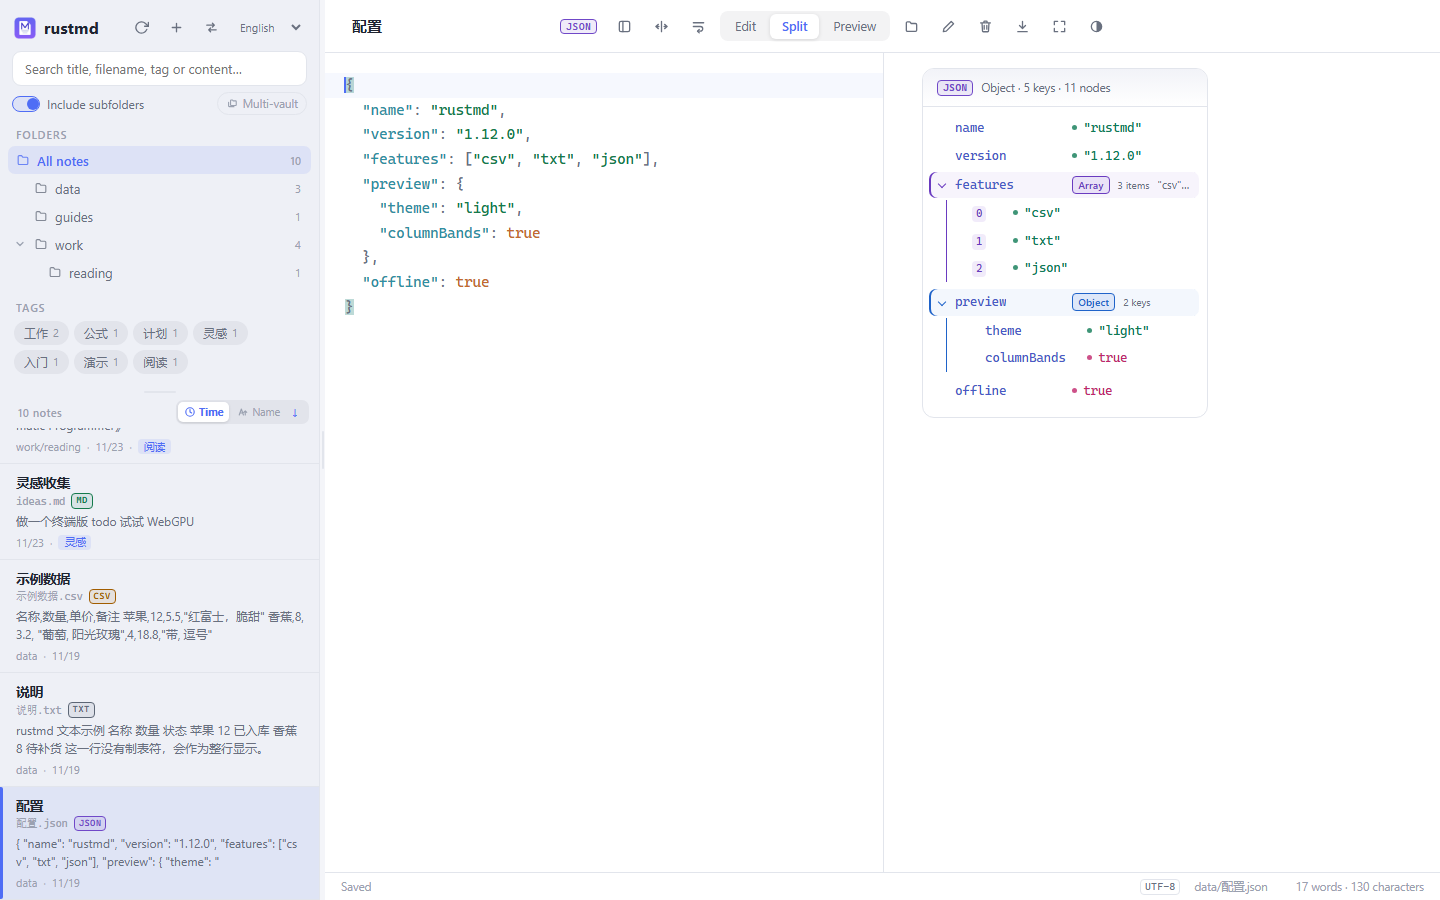 rustmd
English
Search title, filename, tag or content...
Include subfolders
Multi-vault
FOLDERS
All notes 10
data 3
guides 1
work 4
reading 1
TAGS
工作 2 公式 1 计划 1 灵感 1
入门 1 演示 1 阅读 1
10 notes
Time Name ↓
work/reading · 11/23 · 阅读
灵感收集
ideas.md MD
做一个终端版 todo 试试 WebGPU
11/23 · 灵感
示例数据
示例数据.csv CSV
名称,数量,单价,备注 苹果,12,5.5,"红富士，脆甜" 香蕉,8,
3.2, "葡萄, 阳光玫瑰",4,18.8,"带, 逗号"
data · 11/19
说明
说明.txt TXT
rustmd 文本示例 名称 数量 状态 苹果 12 已入库 香蕉
8 待补货 这一行没有制表符，会作为整行显示。
data · 11/19
配置
配置.json JSON
{ "name": "rustmd", "version": "1.12.0", "features": ["cs
v", "txt", "json"], "preview": { "theme": "
data · 11/19
配置
JSON
Edit Split Preview
{
"name": "rustmd",
"version": "1.12.0",
"features": ["csv", "txt", "json"],
"preview": {
"theme": "light",
"columnBands": true
},
"offline": true
}
JSON Object · 5 keys · 11 nodes
name "rustmd"
version "1.12.0"
features Array 3 items "csv"...
0 "csv"
1 "txt"
2 "json"
preview Object 2 keys
theme "light"
columnBands true
offline true
Saved
UTF-8 data/配置.json 17 words · 130 characters